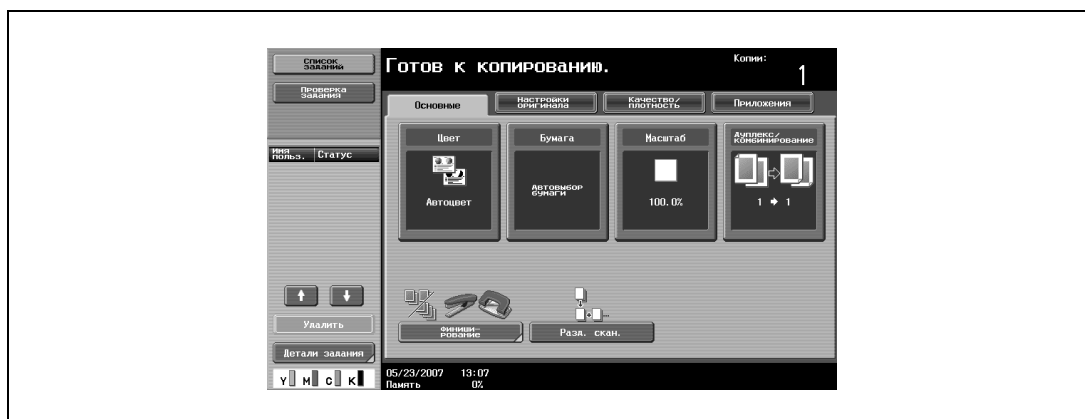 Список
заданий
Проверка
задания
Имя
польз.
Статус
Удалить
Детали задания
Y M C K
Готов к копированию.
Копии:
1
Основные
Настройки
оригинала
Качество/
плотность
Приложения
Цвет
Автоцвет
Бумага
Автовыбор
бумаги
Масштаб
100.0%
Дуплекс/
комбинирование
1 → 1
Финиши-
рование
Разд. скан.
05/23/2007 13:07
Память 0%